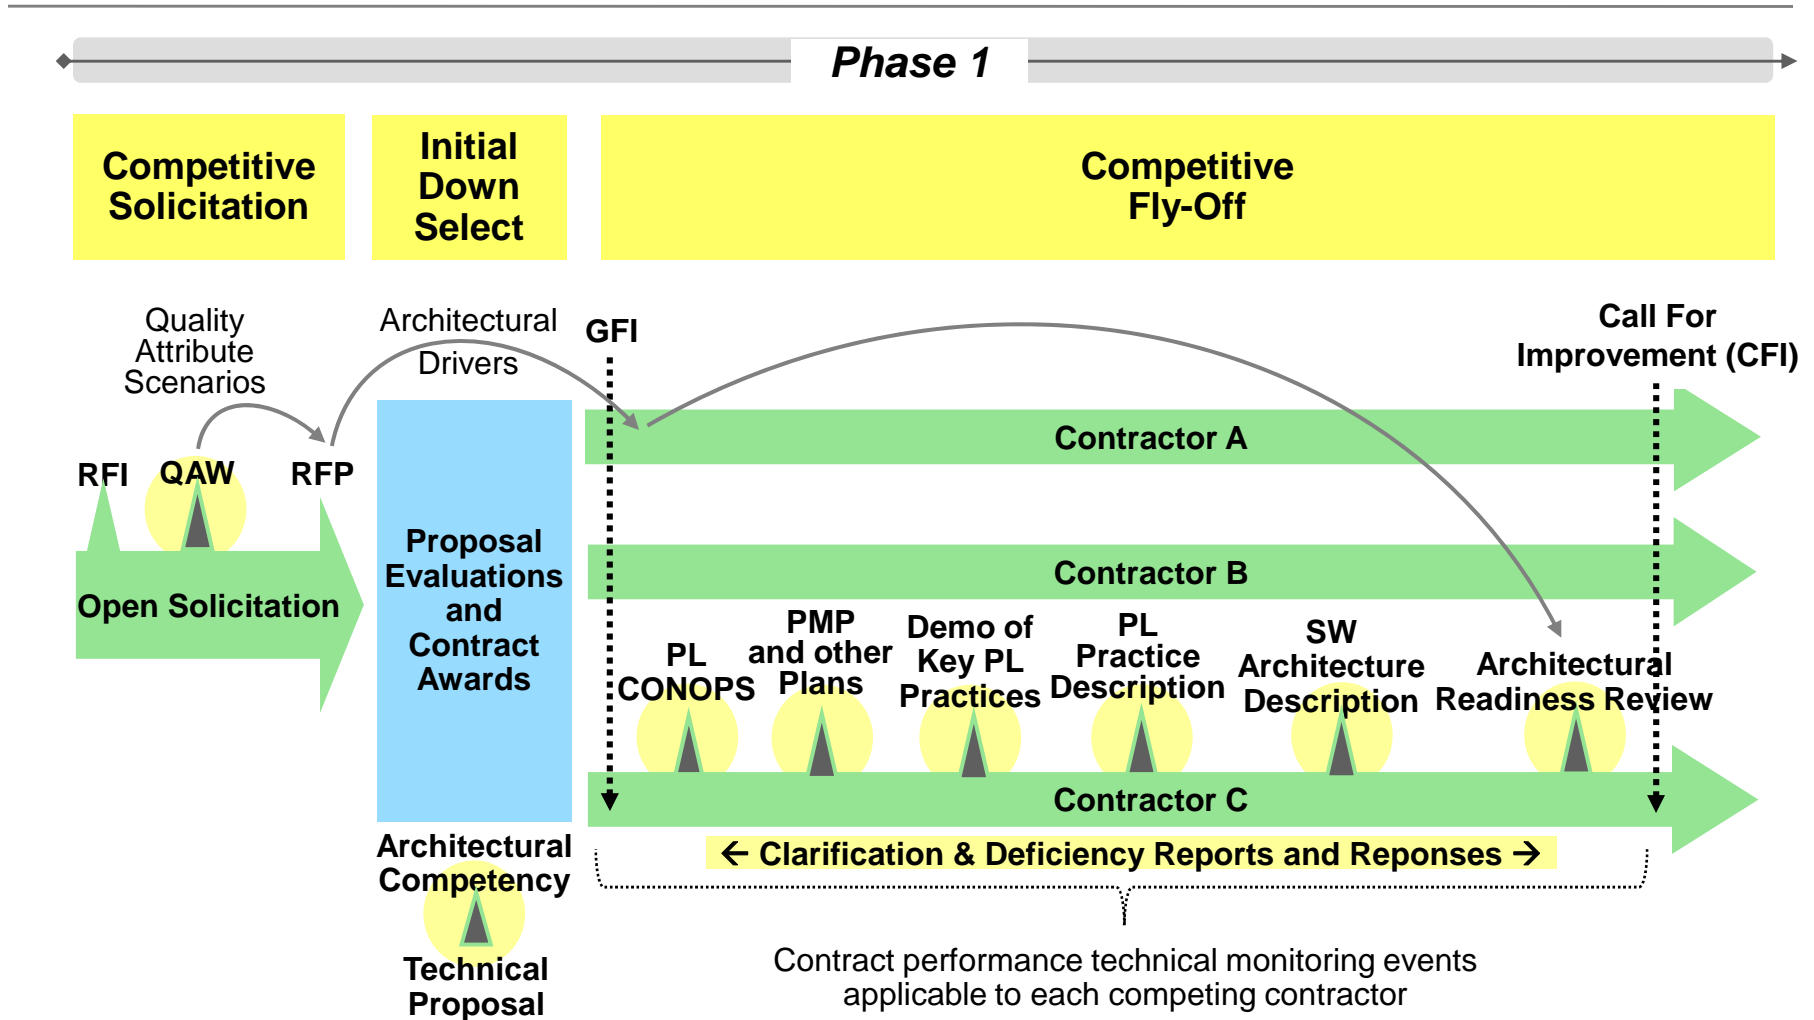 Phase 1
Competitive
Solicitation
Initial
Down
Select
Competitive
Fly-Off
Quality
Attribute
Scenarios
Architectural
Drivers
GFI
Call For
Improvement (CFI)
RFI
QAW
RFP
Open Solicitation
Proposal
Evaluations
and
Contract
Awards
Contractor A
Contractor B
PL
CONOPS
PMP
and other
Plans
Demo of
Key PL
Practices
PL
Practice
Description
SW
Architecture
Description
Architectural
Readiness Review
Contractor C
← Clarification & Deficiency Reports and Reponses →
Architectural
Competency
Technical
Proposal
Contract performance technical monitoring events
applicable to each competing contractor